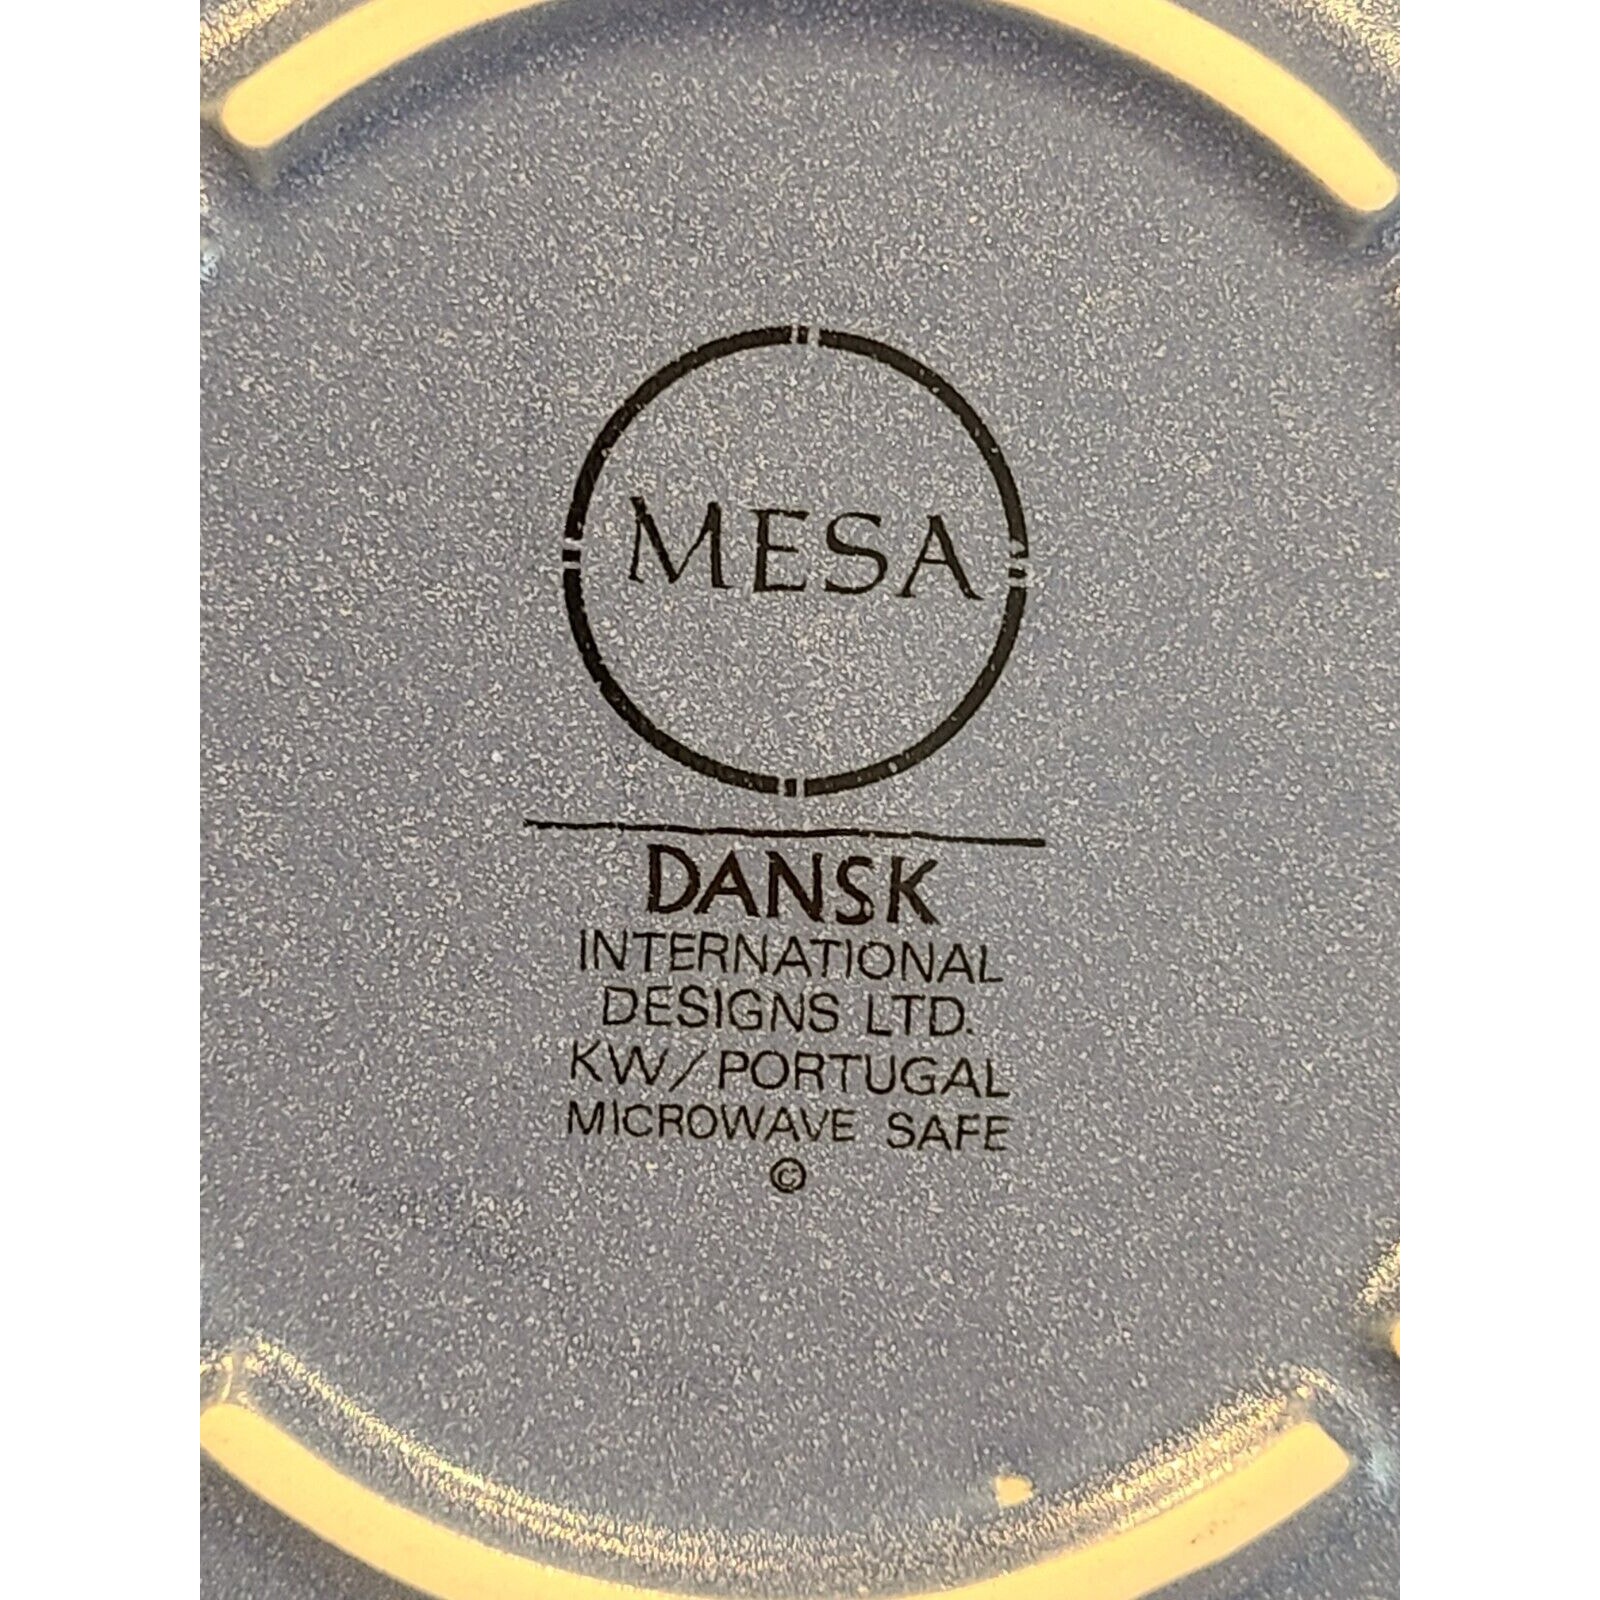 MESA
DANSK
INTERNATIONAL
DESIGNS LTD.
KW/PORTUGAL
MICROWAVE SAFE
©